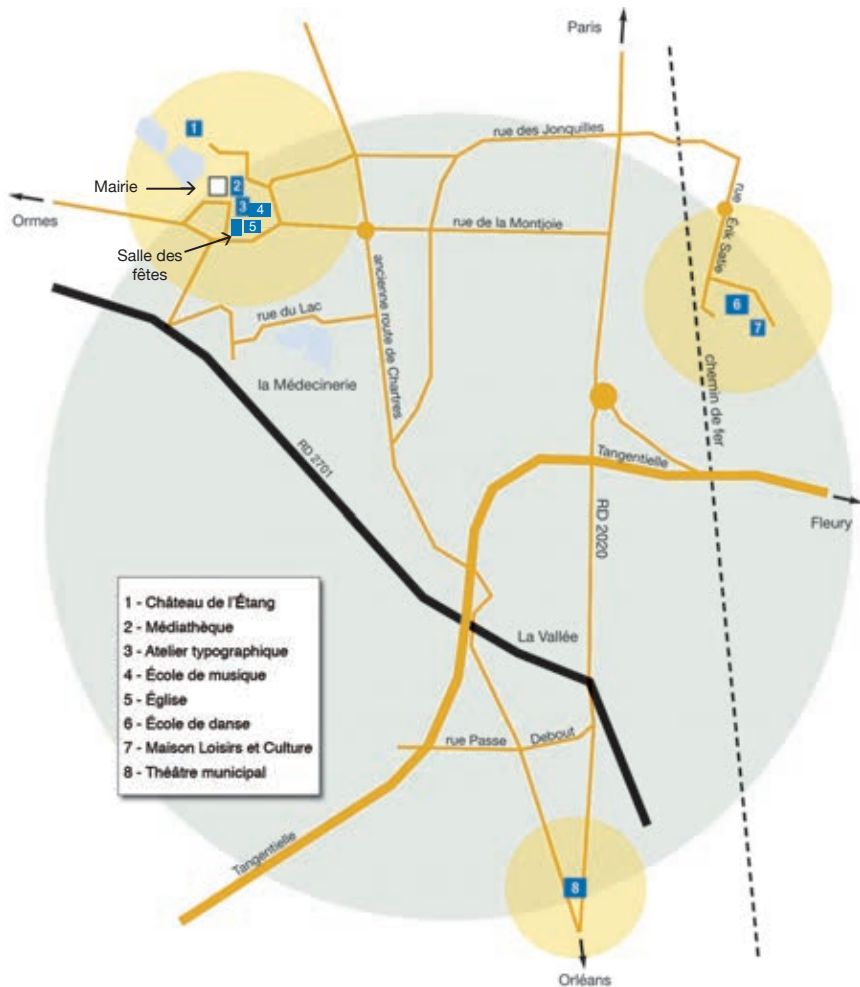 Paris
rue des Jonquilles
1
Mairie
2
3
4
5
Ormes
Salle des
fêtes
rue de la Montjoie
rue Érik Satie
6
7
rue du Lac
la Médecinerie
ancienne route de Chartres
chemin de fer
RD 2701
Tangentielle
Fleury
RD 2020
1 - Château de l'Étang
2 - Médiathèque
3 - Atelier typographique
4 - École de musique
5 - Église
6 - École de danse
7 - Maison Loisirs et Culture
8 - Théâtre municipal
La Vallée
rue Passe Debout
Tangentielle
8
Orléans